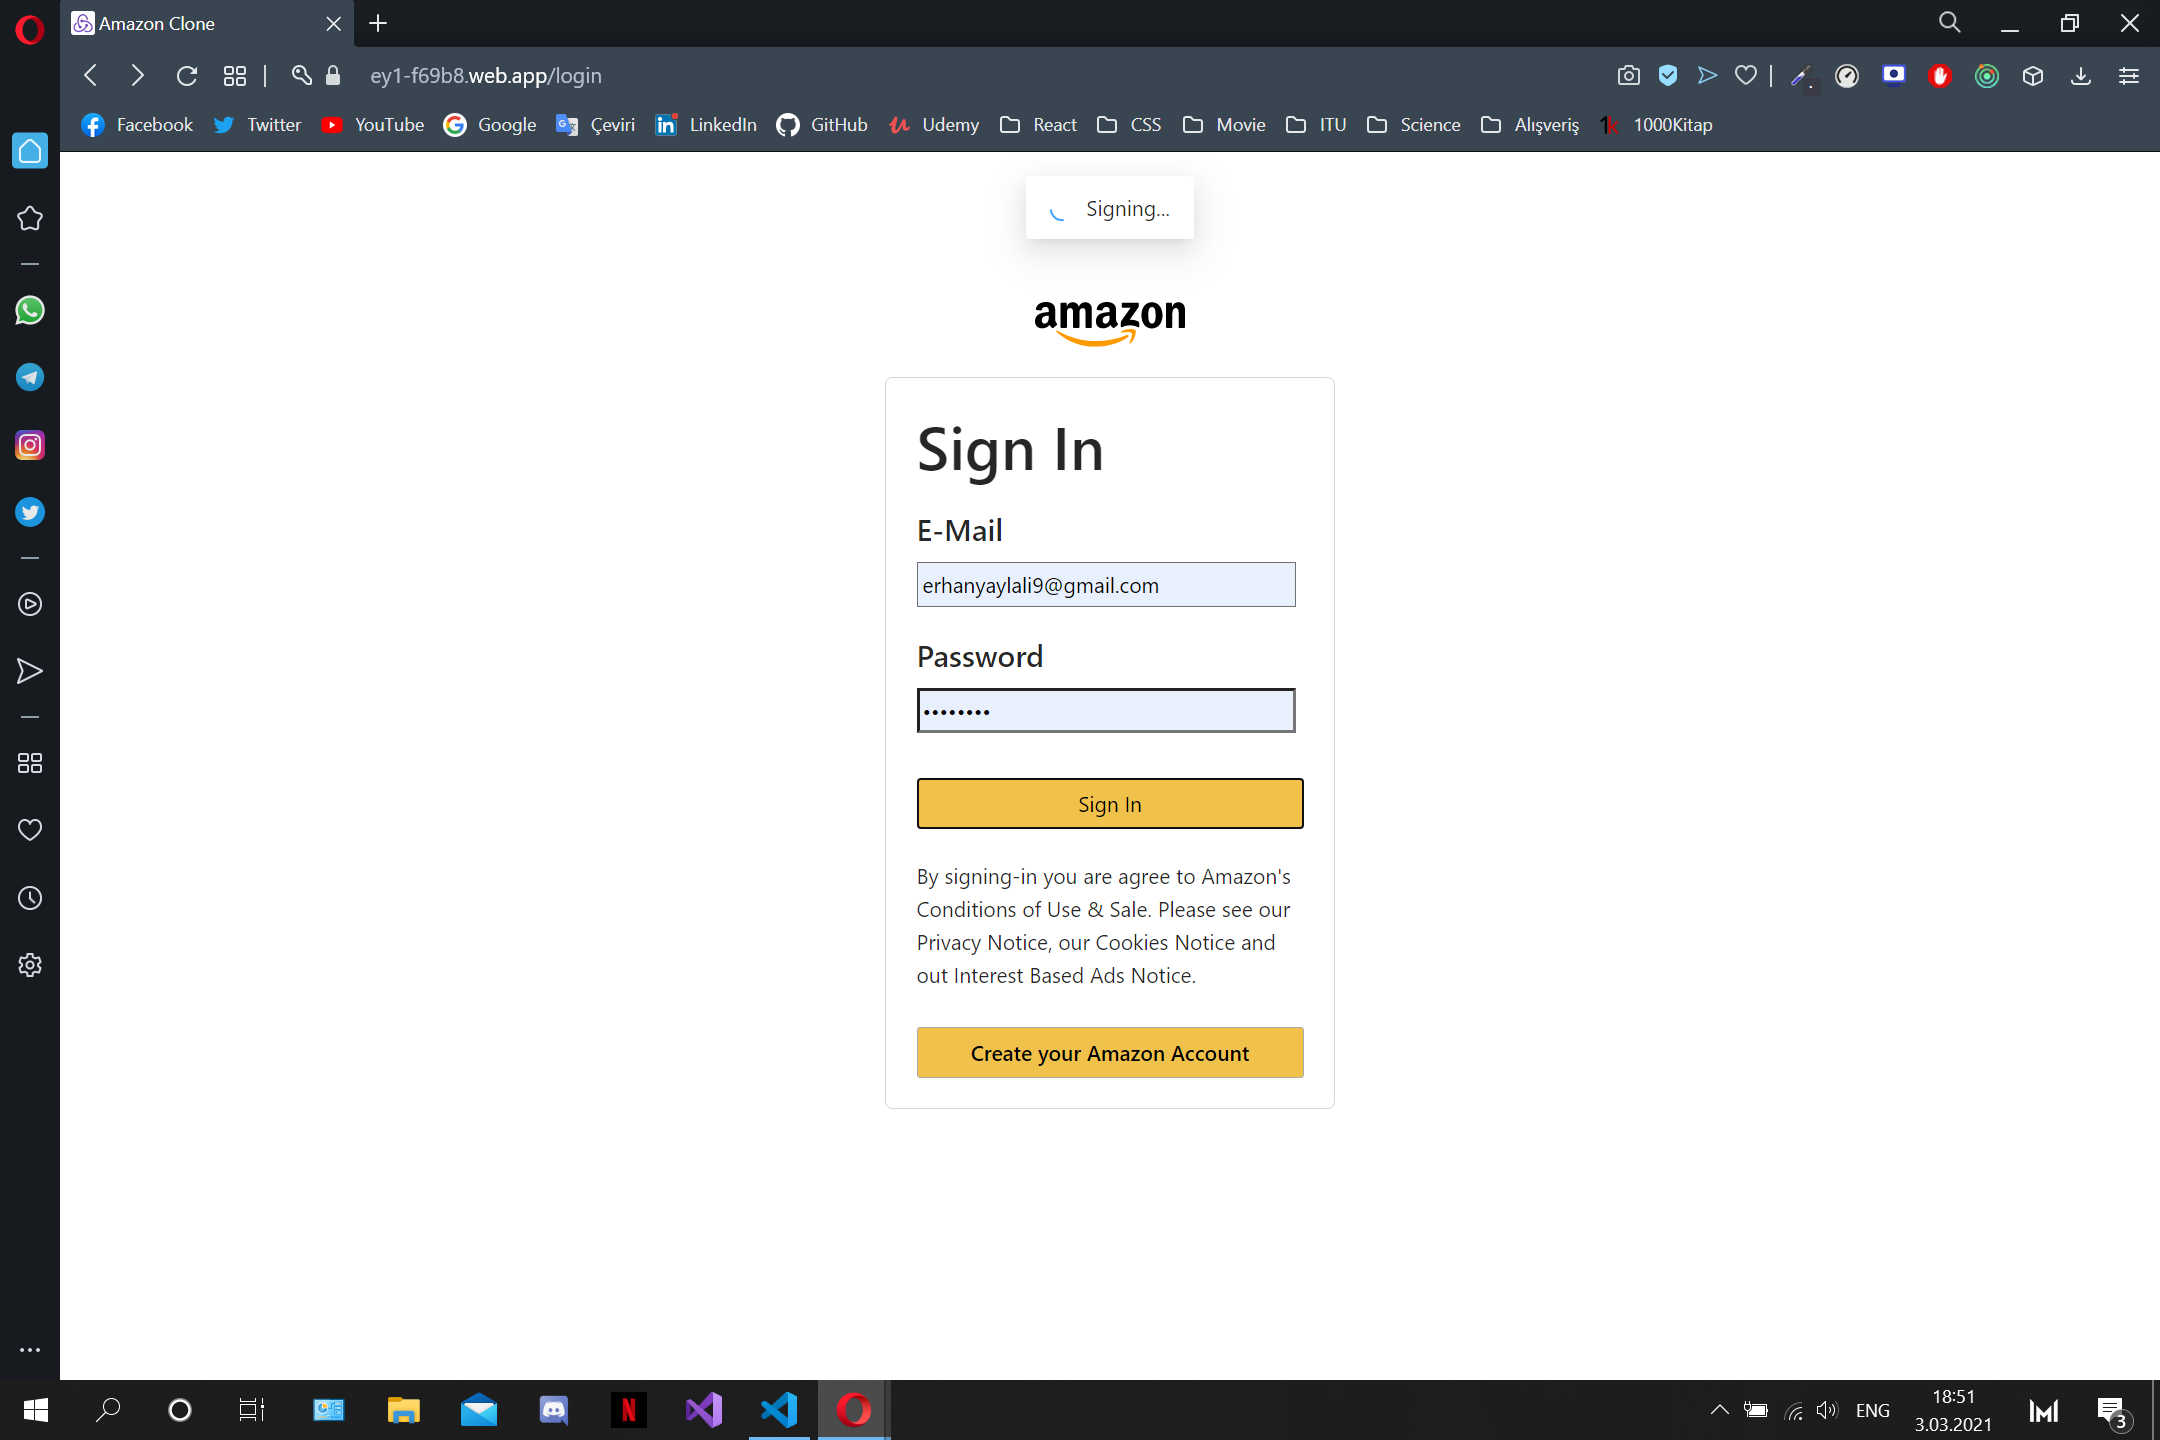 Amazon Clone
ey1-f69b8.web.app/login
Facebook Twitter YouTube Google Çeviri LinkedIn GitHub Udemy React CSS Movie ITU Science Alışveriş 1000Kitap
Signing...
amazon
Sign In
E-Mail
erhanyaylali9@gmail.com
Password
••••••••
Sign In
By signing-in you are agree to Amazon's
Conditions of Use & Sale. Please see our
Privacy Notice, our Cookies Notice and
out Interest Based Ads Notice.
Create your Amazon Account
ENG
18:51
3.03.2021
3